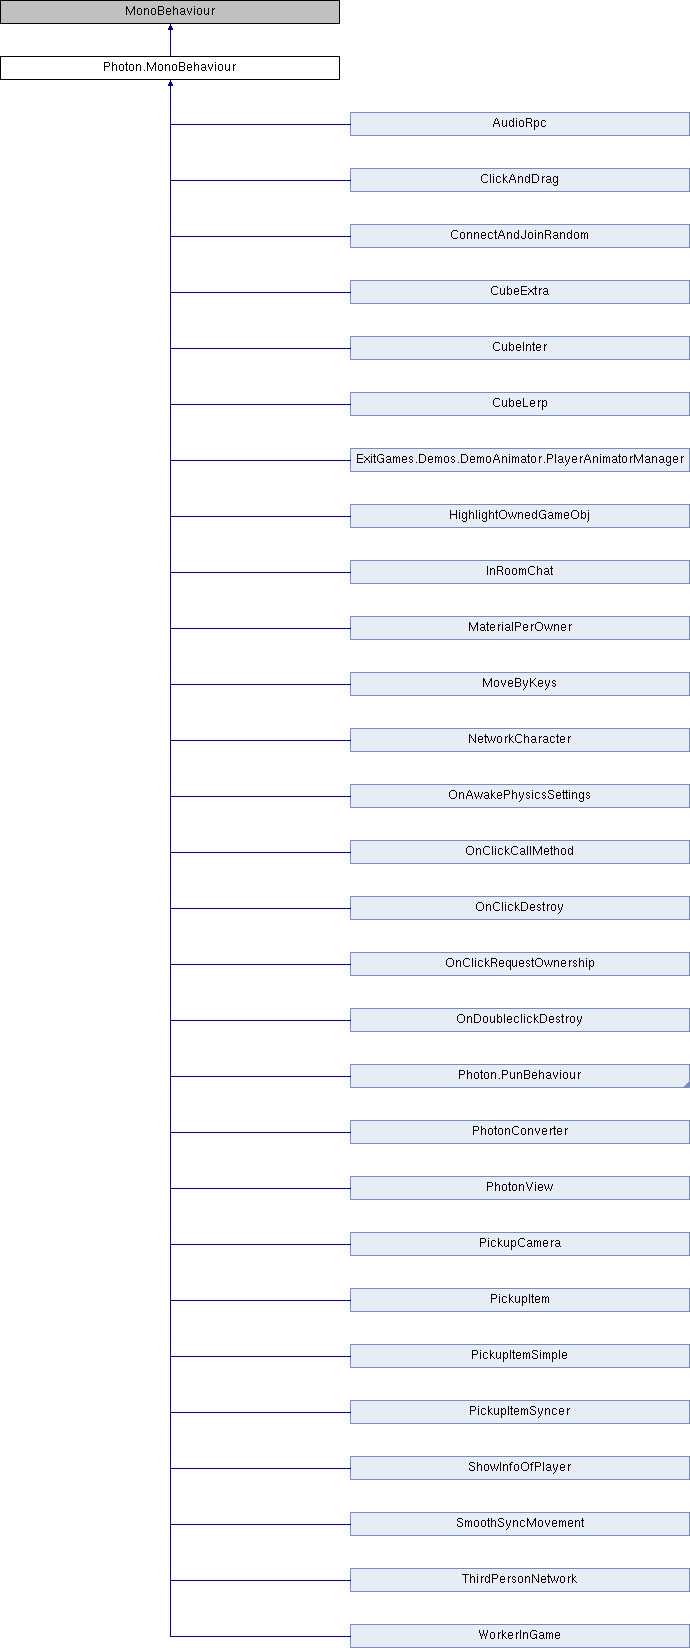 MonoBehaviour
Photon.MonoBehaviour
AudioRpc
ClickAndDrag
ConnectAndJoinRandom
CubeExtra
CubeInter
CubeLerp
ExitGames.Demos.DemoAnimator.PlayerAnimatorManager
HighlightOwnedGameObj
InRoomChat
MaterialPerOwner
MoveByKeys
NetworkCharacter
OnAwakePhysicsSettings
OnClickCallMethod
OnClickDestroy
OnClickRequestOwnership
OnDoubleclickDestroy
Photon.PunBehaviour
PhotonConverter
PhotonView
PickupCamera
PickupItem
PickupItemSimple
PickupItemSyncer
ShowInfoOfPlayer
SmoothSyncMovement
ThirdPersonNetwork
WorkerInGame